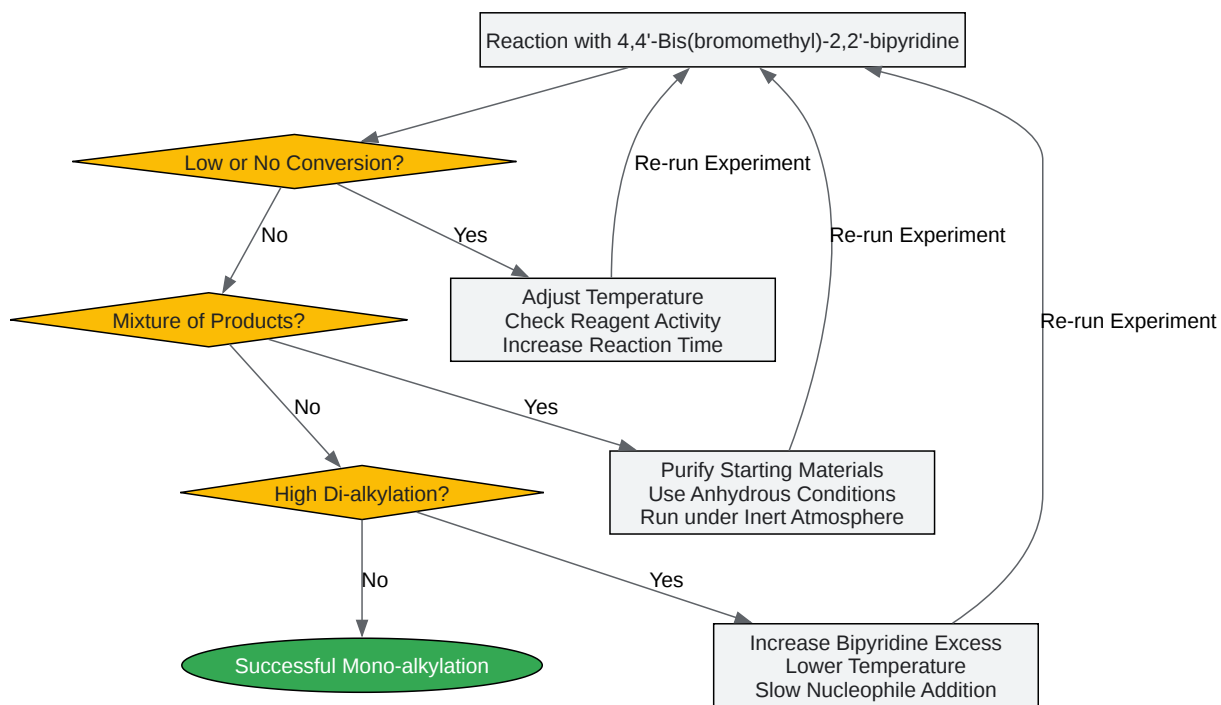 Reaction with 4,4'-Bis(bromomethyl)-2,2'-bipyridine
Low or No Conversion?
Re-run Experiment
No
Yes
Re-run Experiment
Adjust Temperature
Check Reagent Activity
Increase Reaction Time
Mixture of Products?
Re-run Experiment
No
Yes
Purify Starting Materials
Use Anhydrous Conditions
Run under Inert Atmosphere
High Di-alkylation?
No
Yes
Increase Bipyridine Excess
Lower Temperature
Slow Nucleophile Addition
Successful Mono-alkylation